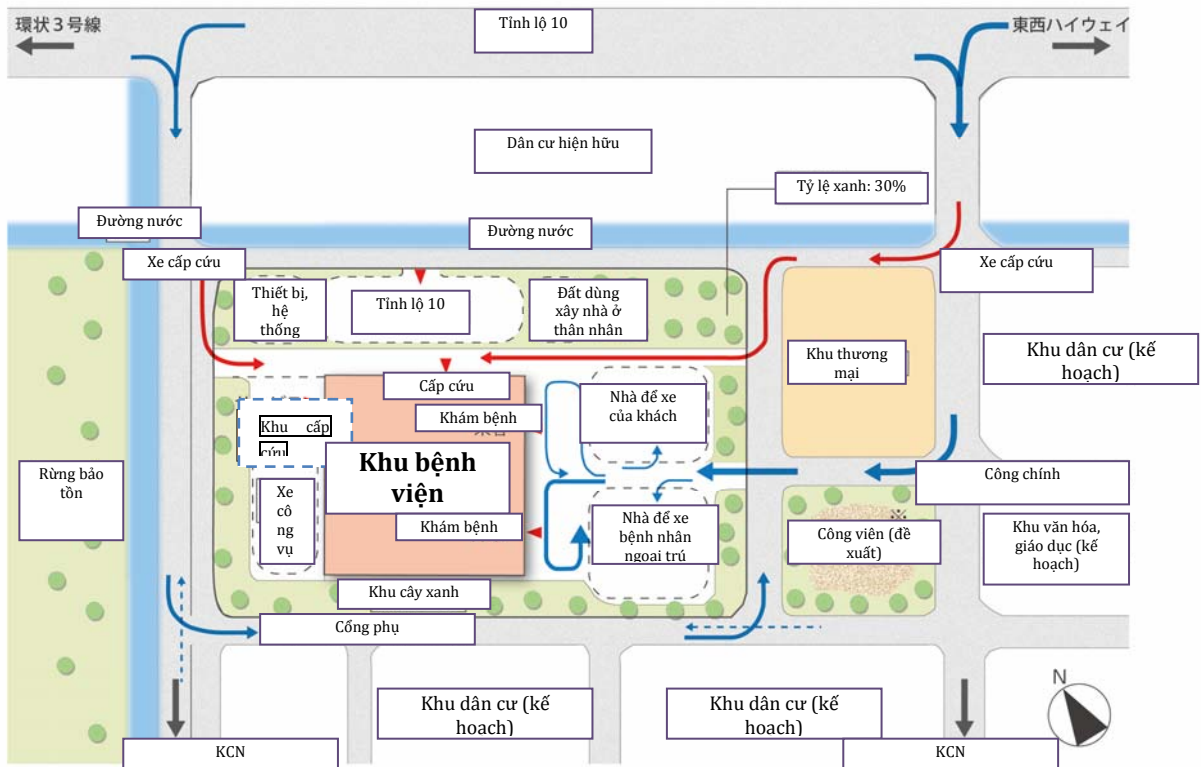 環状3号線
Tỉnh lộ 10
東西ハイウェイ
Dân cư hiện hữu
Tỷ lệ xanh: 30%
Đường nước
Đường nước
Xe cấp cứu
Xe cấp cứu
Thiết bị,
hệ
thống
Tỉnh lộ 10
Đất dùng
xây nhà ở
thân nhân
Khu thương
mại
Khu dân cư (kế
hoạch)
Cấp cứu
Khám bệnh
Nhà để xe
của khách
Khu cấp
cứu
Khu bệnh
viện
Rừng bảo
tồn
Công chính
Xe
cô
ng
vụ
Khám bệnh
Nhà để xe
bệnh nhân
ngoại trú
※
Công viên (đề
xuất)
Khu văn hóa,
giáo dục (kế
hoạch)
Khu cây xanh
Cổng phụ
Khu dân cư (kế
hoạch)
Khu dân cư (kế
hoạch)
N
KCN
KCN